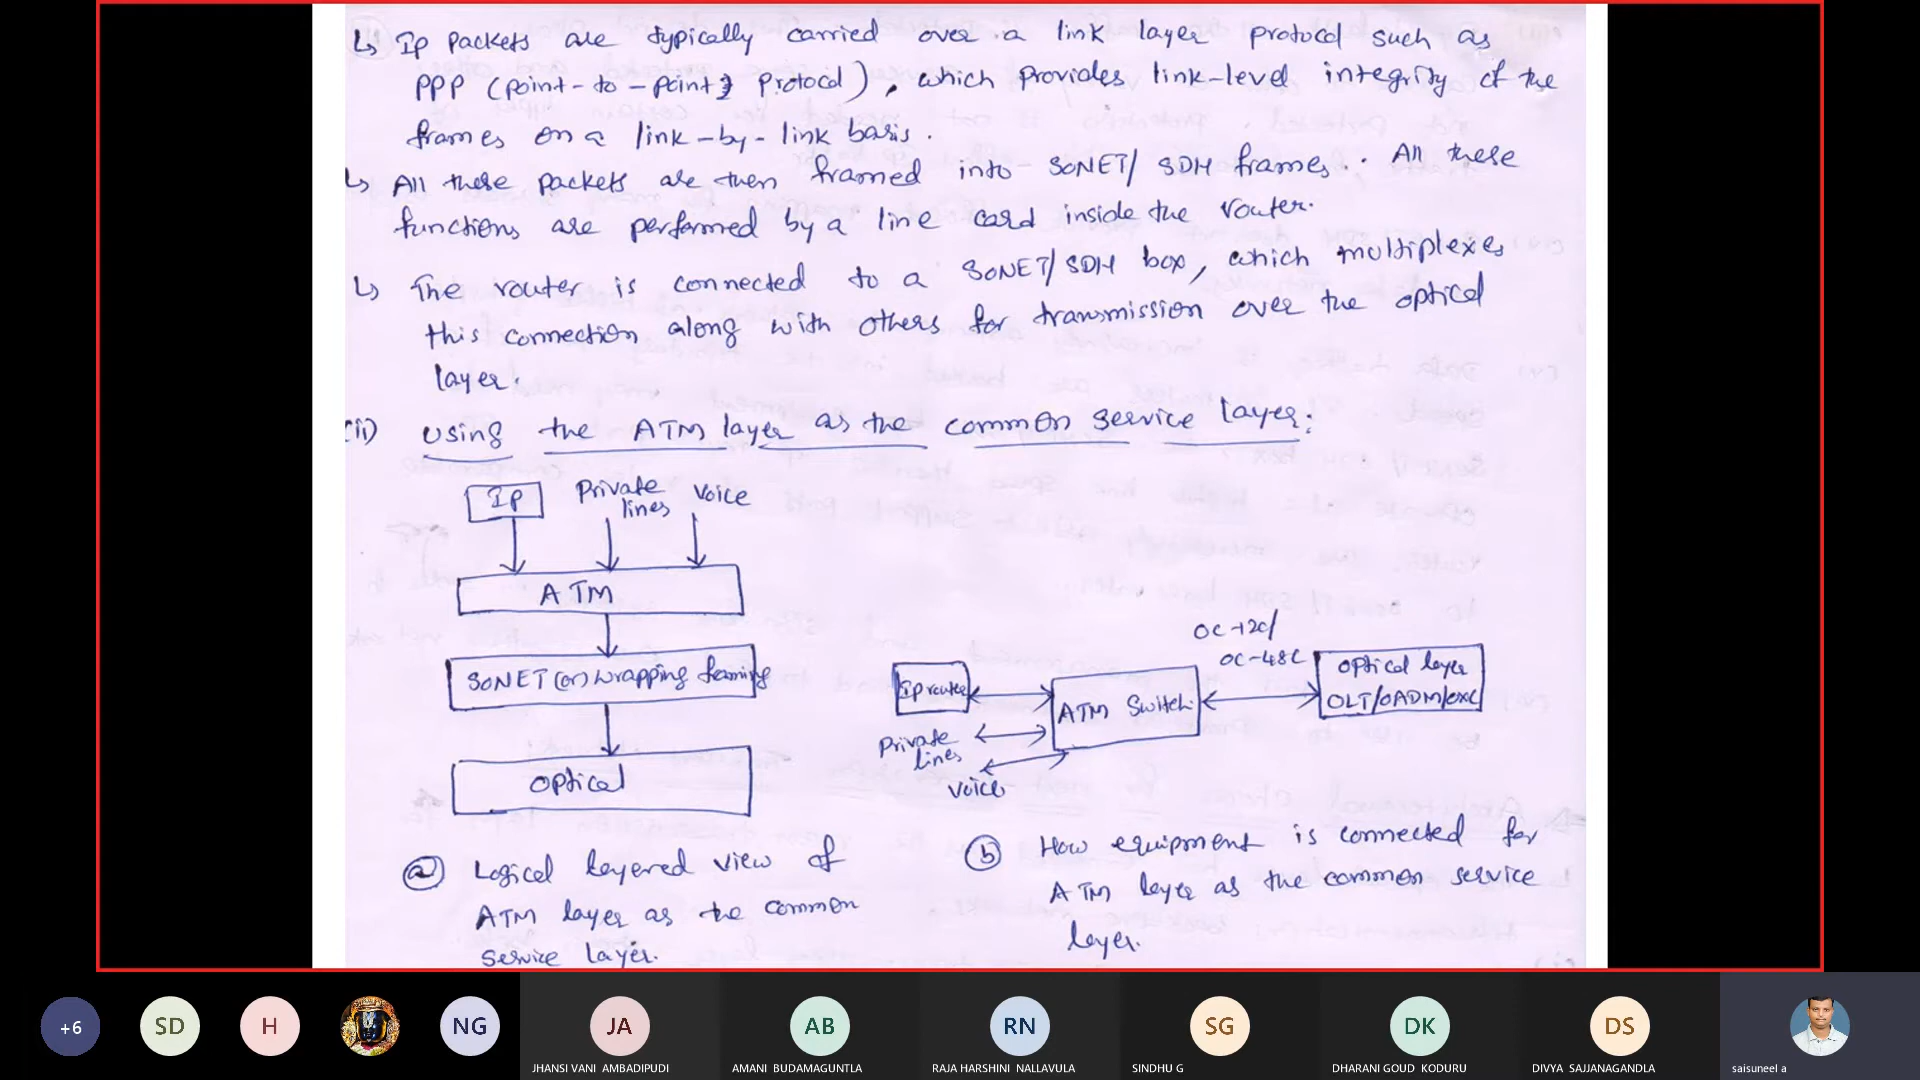 ↳ Ip Packets are typically carried over a link layer protocol such as
PPP (point-to-point protocol), which provides link-level integrity of the
frames on a link-by-link basis.
↳ All these packets are then framed into SONET/ SDH frames. All these
functions are performed by a line card inside the router.
↳ The router is connected to a SONET/SDH box, which multiplexes
this connection along with others for transmission over the optical
layer.
(ii) Using the ATM layer as the common service layer:
Ip Private lines Voice
ATM
SONET (or) wrapping framing
Optical
OC-12c/
OC-48c
Ip router
ATM Switch
Optical layer
OLT/OADM/OXC
Private
lines
Voice
(a) Logical layered view of
ATM layer as the common
service layer.
(b) How equipment is connected for
ATM layer as the common service
layer.
+6
SD
H
NG
JA
AB
RN
SG
DK
DS
JHANSI VANI AMBADIPUDI
AMANI BUDAMAGUNTLA
RAJA HARSHINI NALLAVULA
SINDHU G
DHARANI GOUD KODURU
DIVYA SAJJANAGANDLA
saisuneel a